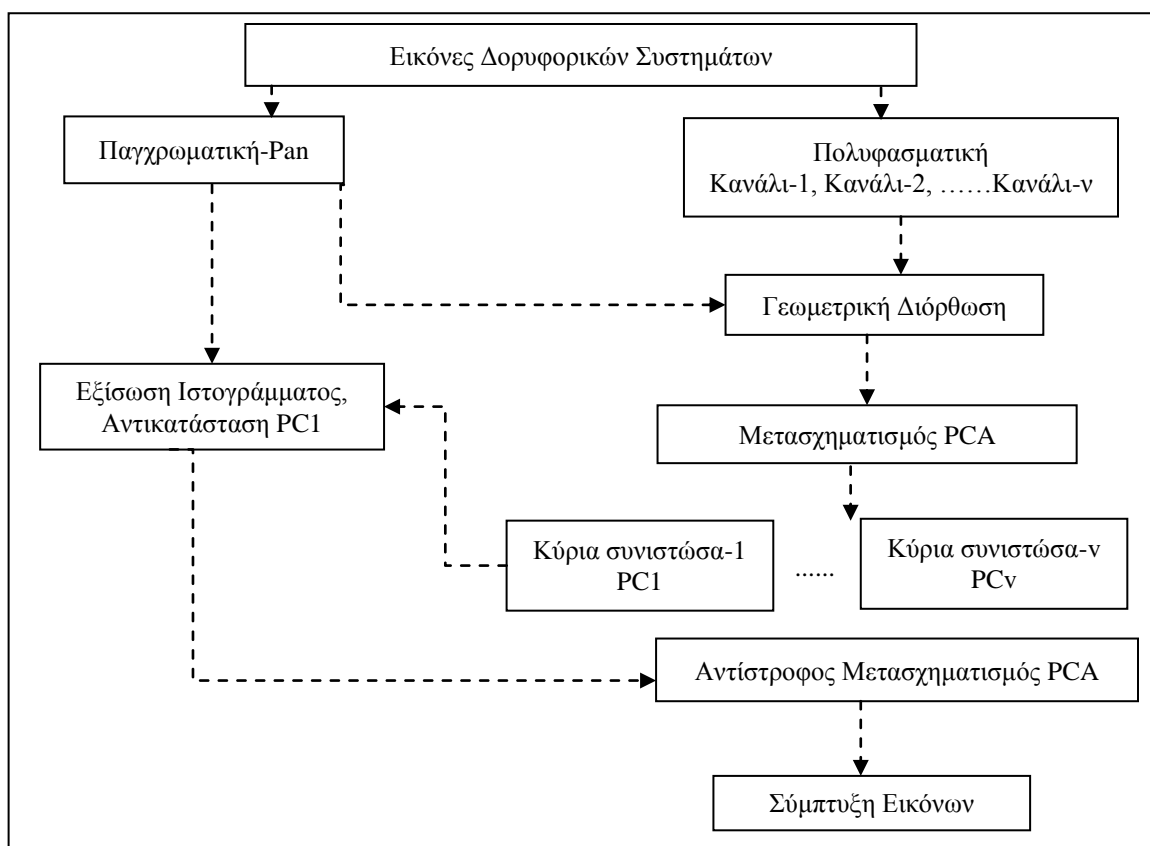 Εικόνες Δορυφορικών Συστημάτων
Παγχρωματική-Pan
Πολυφασματική
Κανάλι-1, Κανάλι-2, ……Κανάλι-ν
Γεωμετρική Διόρθωση
Εξίσωση Ιστογράμματος,
Αντικατάσταση PC1
Μετασχηματισμός PCA
Κύρια συνιστώσα-1
PC1
......
Κύρια συνιστώσα-v
PCv
Αντίστροφος Μετασχηματισμός PCA
Σύμπτυξη Εικόνων